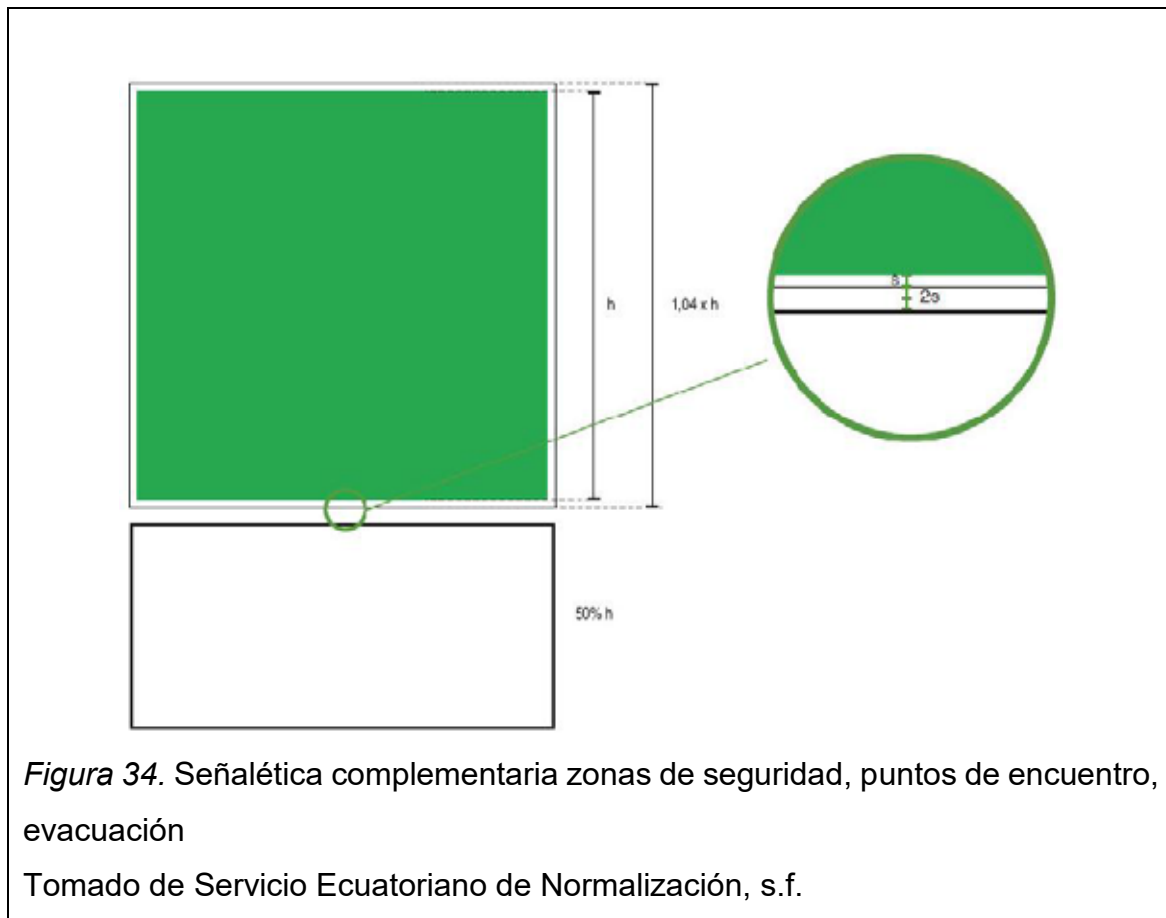 s
2s
h
1,04 x h
50% h
Figura 34. Señalética complementaria zonas de seguridad, puntos de encuentro,
evacuación
Tomado de Servicio Ecuatoriano de Normalización, s.f.